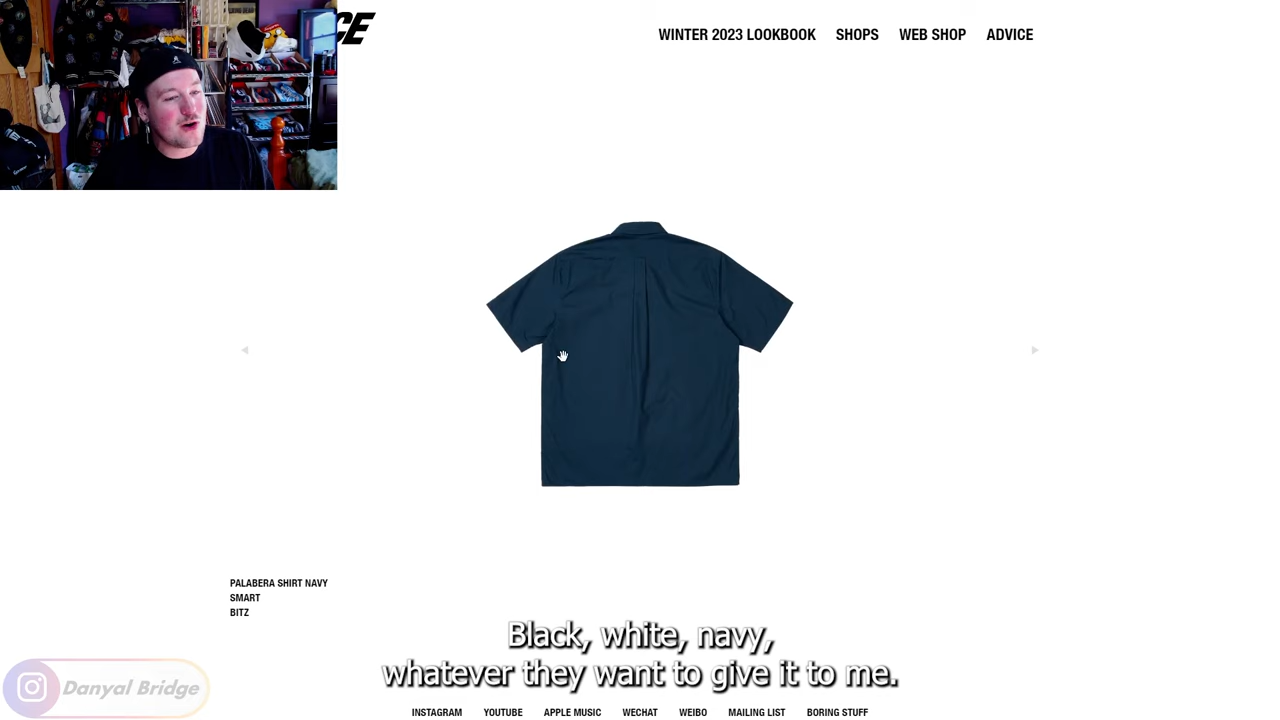 CE
WINTER 2023 LOOKBOOK SHOPS WEB SHOP ADVICE
PALABERA SHIRT NAVY
SMART
BITZ
Black, white, navy,
whatever they want to give it to me.
Danyal Bridge
INSTAGRAM YOUTUBE APPLE MUSIC WECHAT WEIBO MAILING LIST BORING STUFF